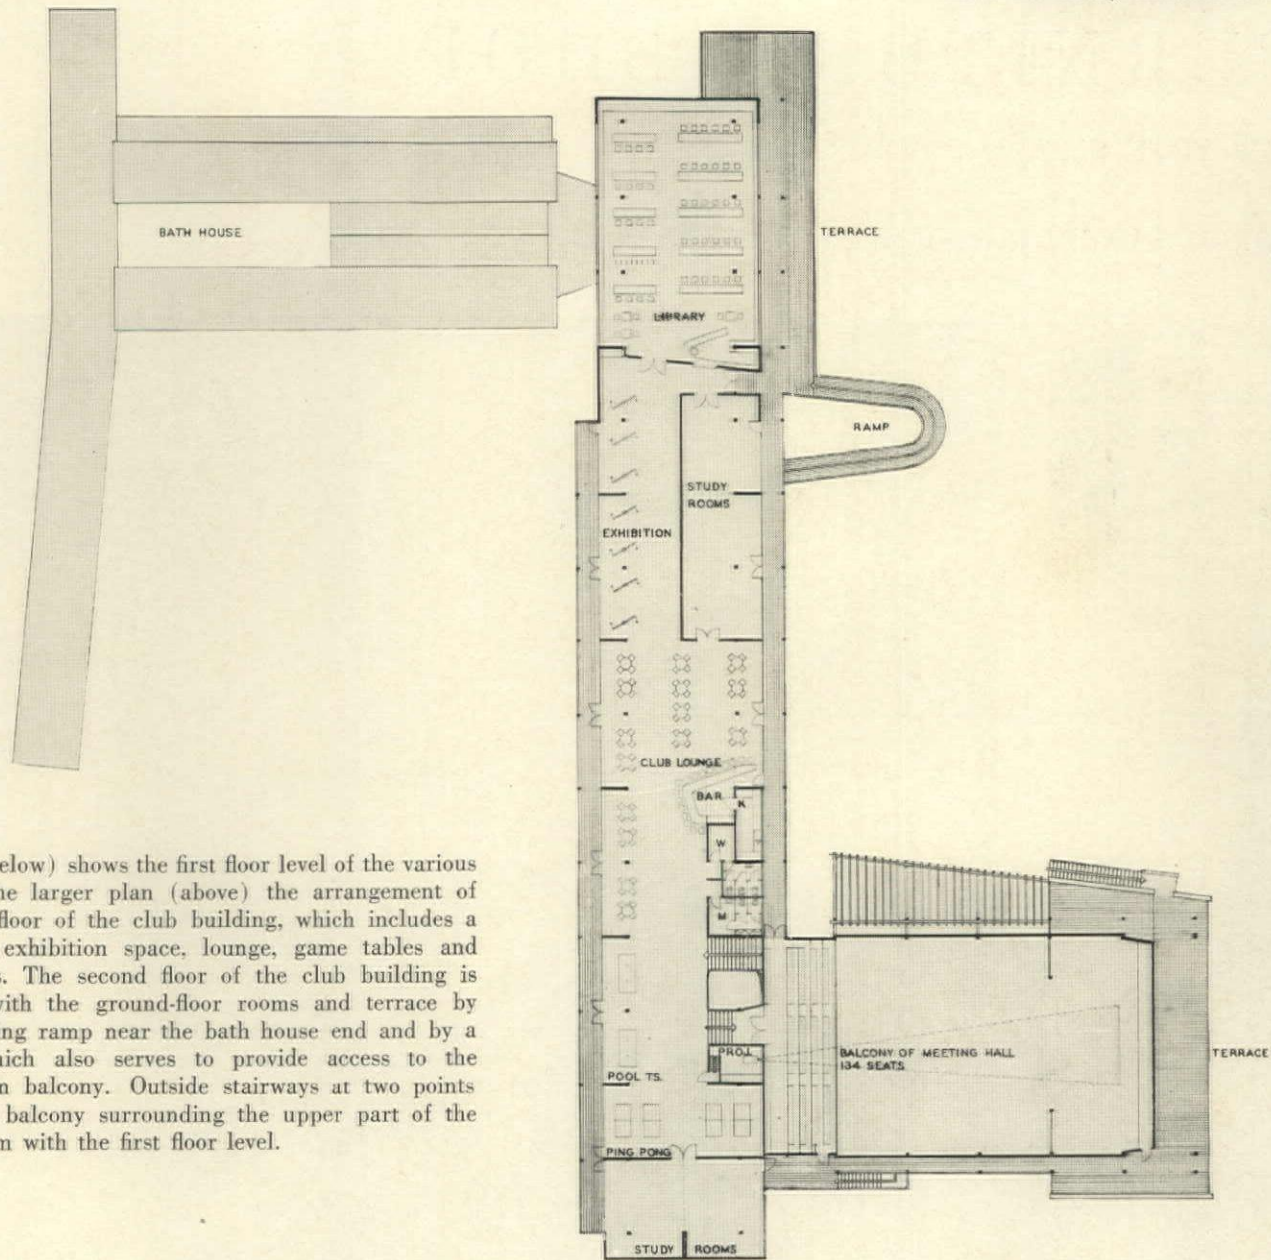 BATH HOUSE
TERRACE
LIBRARY
RAMP
STUDY
ROOMS
EXHIBITION
CLUB LOUNGE
BAR
K
W
M
PROJ.
BALCONY OF MEETING HALL
134 SEATS
TERRACE
POOL TS.
PING PONG
STUDY ROOMS
elow) shows the first floor level of the various
ne larger plan (above) the arrangement of
floor of the club building, which includes a
exhibition space, lounge, game tables and
s. The second floor of the club building is
with the ground-floor rooms and terrace by
ing ramp near the bath house end and by a
hich also serves to provide access to the
n balcony. Outside stairways at two points
balcony surrounding the upper part of the
m with the first floor level.